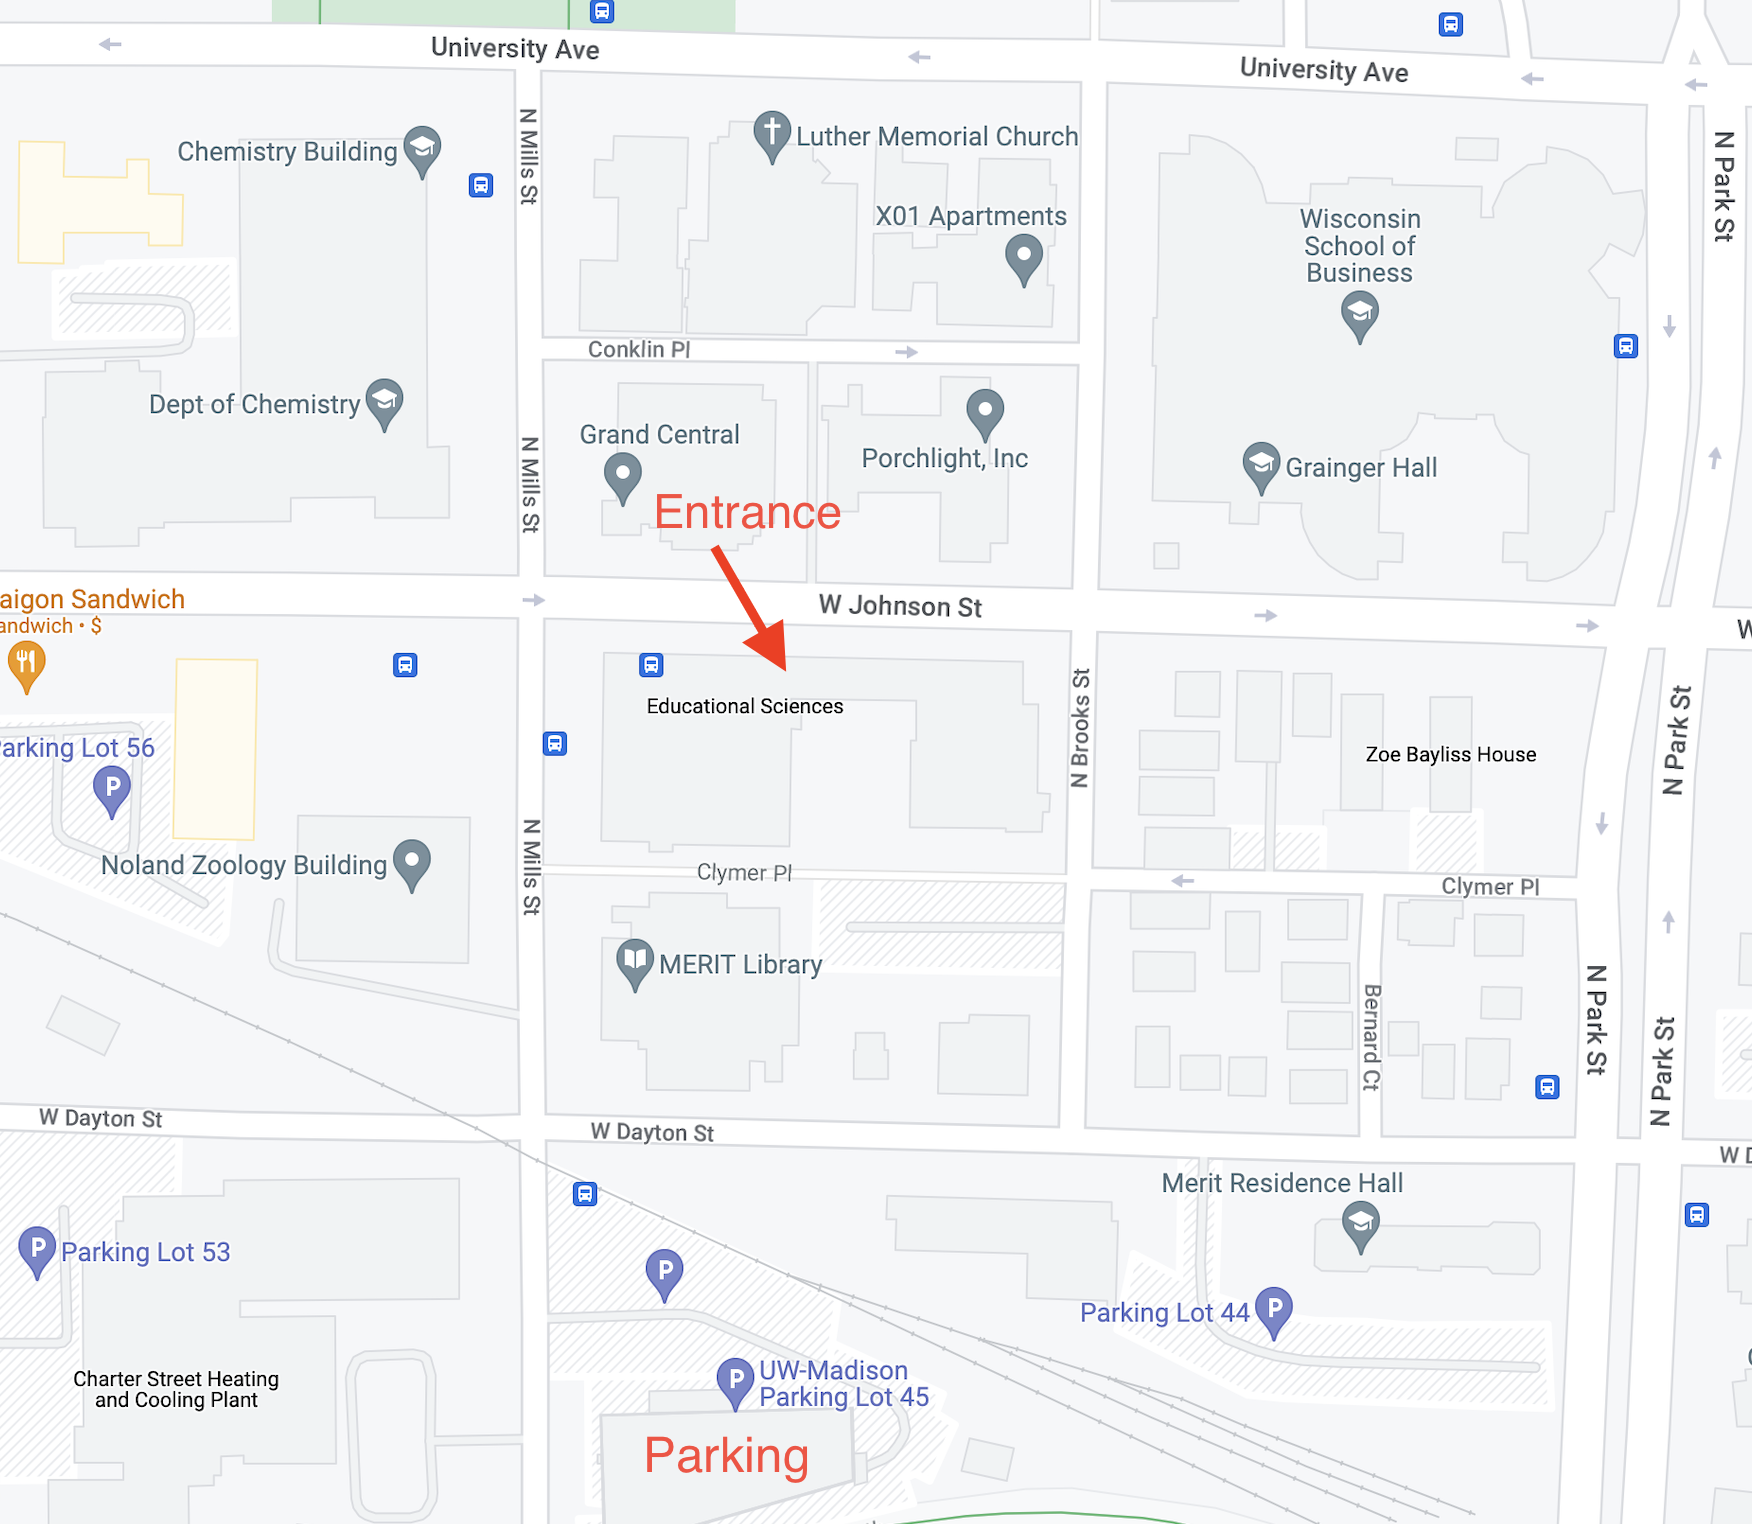 University Ave
University Ave
N Mills St
N Park St
Chemistry Building
Luther Memorial Church
X01 Apartments
Wisconsin
School of
Business
Conklin Pl
Dept of Chemistry
Grand Central
Porchlight, Inc
Grainger Hall
N Mills St
Entrance
aigon Sandwich
andwich • $
W Johnson St
W
Educational Sciences
N Brooks St
N Park St
Zoe Bayliss House
Parking Lot 56
Noland Zoology Building
N Mills St
Clymer Pl
Clymer Pl
MERIT Library
Bernard Ct
N Park St
N Park St
W Dayton St
W Dayton St
W D
Merit Residence Hall
P
Parking Lot 53
P
P
Parking Lot 44
P
P
UW-Madison
Parking Lot 45
Charter Street Heating
and Cooling Plant
Parking